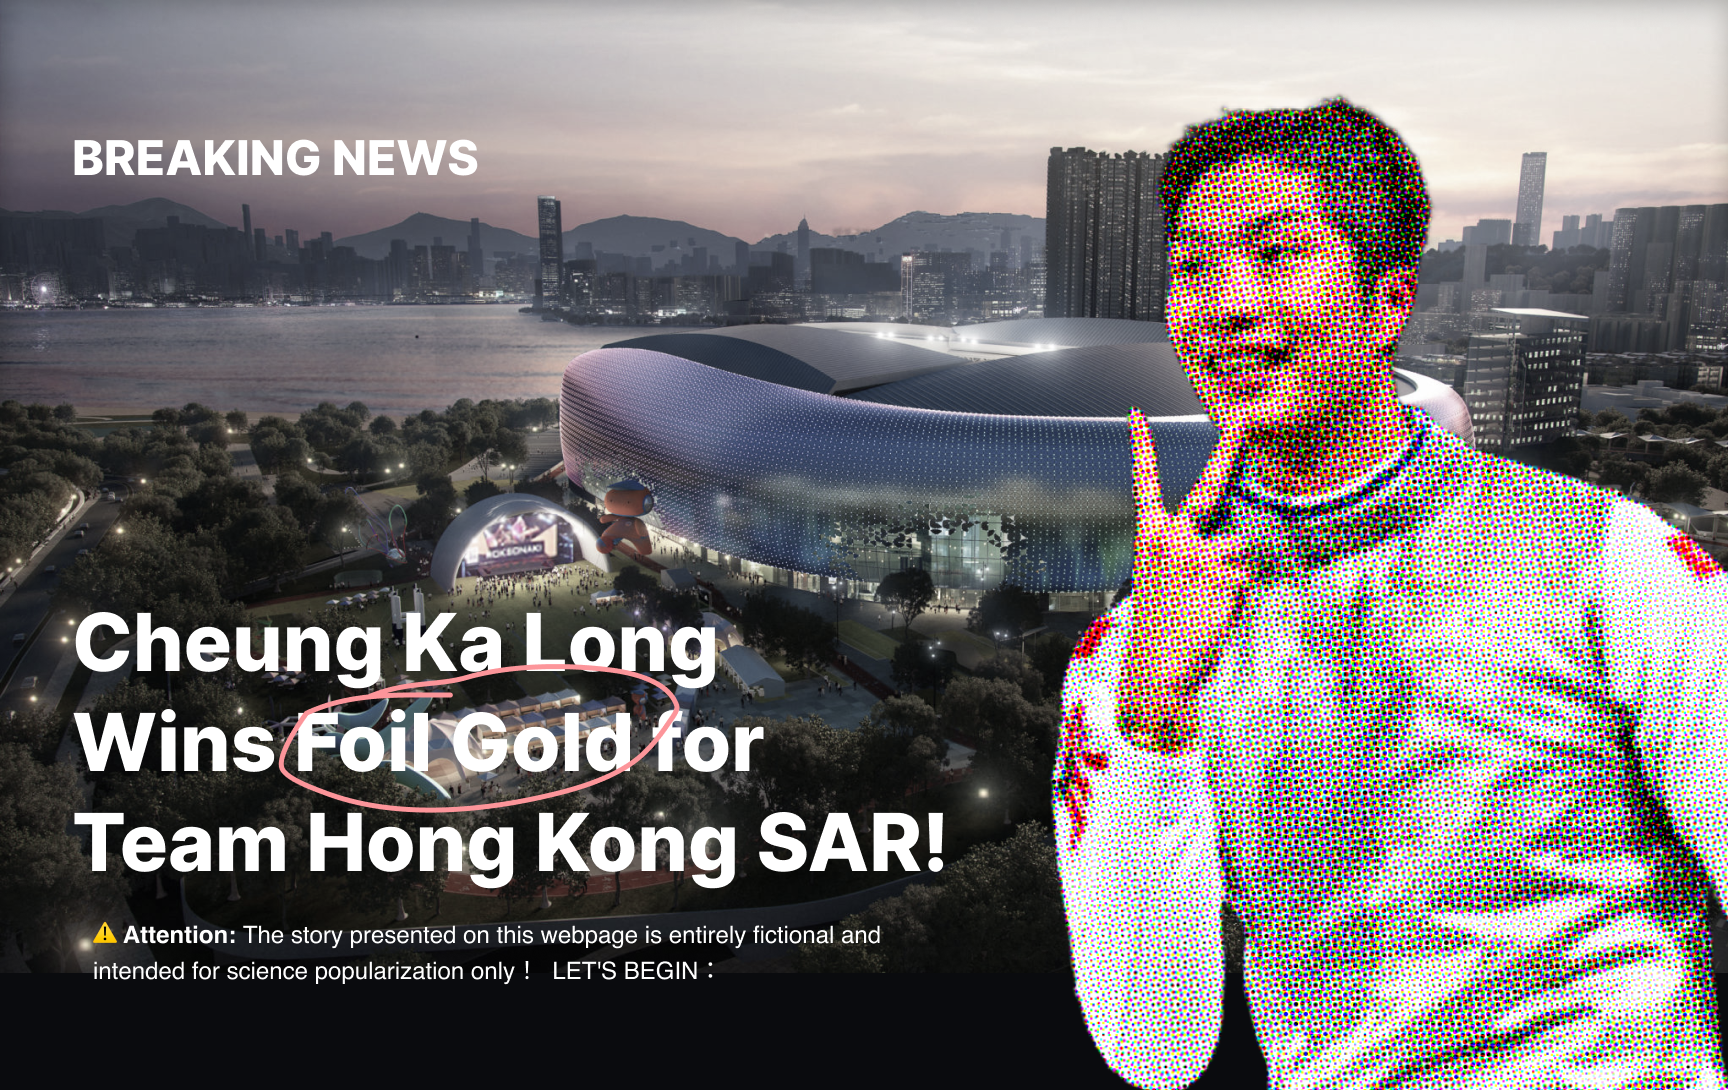 BREAKING NEWS
Cheung Ka Long
Wins Foil Gold for
Team Hong Kong SAR!
⚠️ Attention: The story presented on this webpage is entirely fictional and
intended for science popularization only！ LET'S BEGIN：